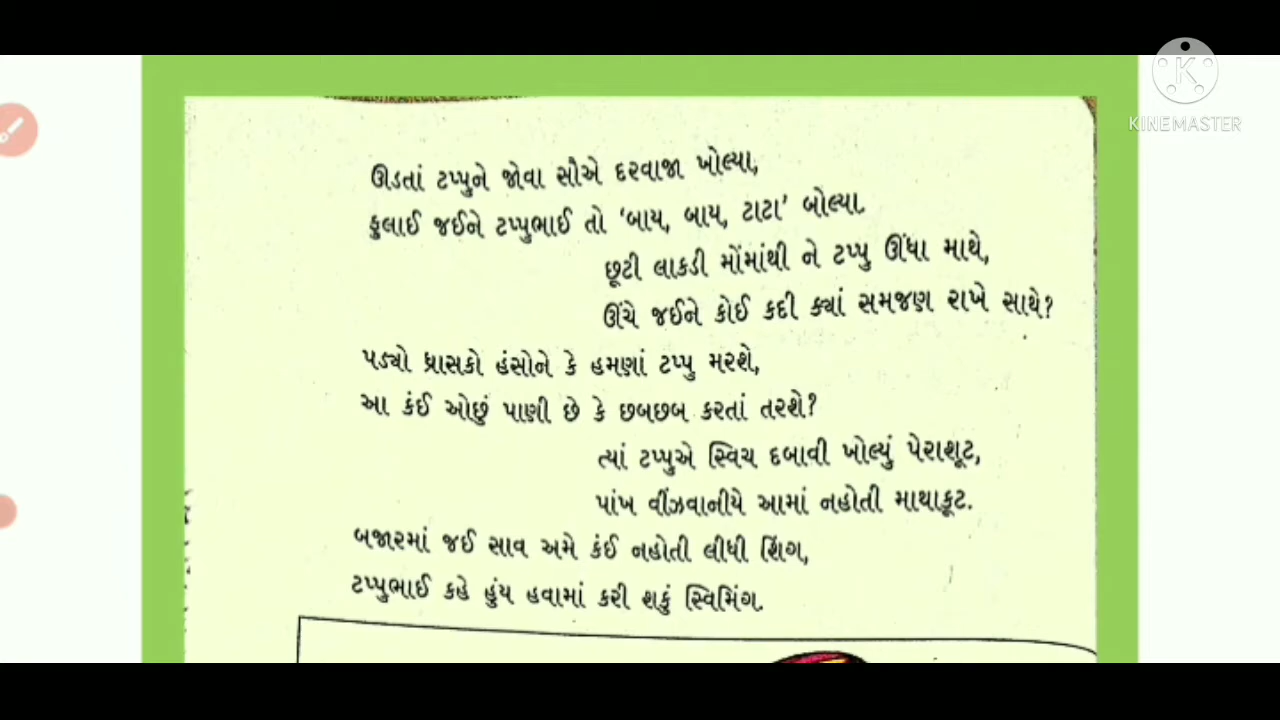 KINEMASTER
ઊડતાં ટપ્પુને જોવા સૌએ દરવાજા ખોલ્યા,
ફુલાઈ જઈને ટપ્પુભાઈ તો ‘બાય, બાય, ટાટા’ બોલ્યા.
છૂટી લાકડી મોંમાંથી ને ટપ્પુ ઊંધા માથે,
ઊંચે જઈને કોઈ કદી ક્યાં સમજણ રાખે સાથે?
પડ્યો ધ્રાસકો હંસોને કે હમણાં ટપ્પુ મરશે,
આ કંઈ ઓછું પાણી છે કે છબછબ કરતાં તરશે?
ત્યાં ટપ્પુએ સ્વિચ દબાવી ખોલ્યું પેરાશૂટ,
પાંખ વીંઝવાનીયે આમાં નહોતી માથાકૂટ.
બજારમાં જઈ સાવ અમે કંઈ નહોતી લીધી શિંગ,
ટપ્પુભાઈ કહે હુંય હવામાં કરી શકું સ્વિમિંગ.